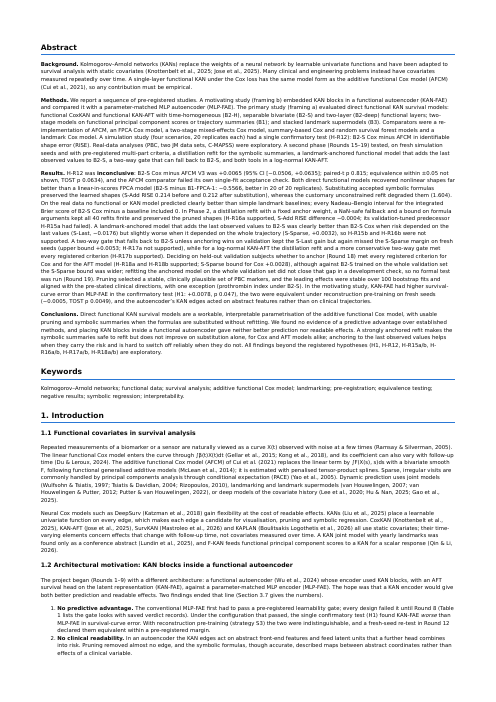 Abstract
Background. Kolmogorov–Arnold networks (KANs) replace the weights of a neural network by learnable univariate functions and have been adapted to
survival analysis with static covariates (Knottenbelt et al., 2025; Jose et al., 2025). Many clinical and engineering problems instead have covariates
measured repeatedly over time. A single-layer functional KAN under the Cox loss has the same model form as the additive functional Cox model (AFCM)
(Cui et al., 2021), so any contribution must be empirical.
Methods. We report a sequence of pre-registered studies. A motivating study (framing b) embedded KAN blocks in a functional autoencoder (KAN-FAE)
and compared it with a parameter-matched MLP autoencoder (MLP-FAE). The primary study (framing a) evaluated direct functional KAN survival models:
functional CoxKAN and functional KAN-AFT with time-homogeneous (B2-H), separable bivariate (B2-S) and two-layer (B2-deep) functional layers; two-
stage models on principal component scores or trajectory summaries (B1); and stacked landmark supermodels (B3). Comparators were a re-
implementation of AFCM, an FPCA Cox model, a two-stage mixed-effects Cox model, summary-based Cox and random survival forests models and a
landmark Cox model. A simulation study (four scenarios, 20 replicates each) had a single confirmatory test (H-R12): B2-S Cox minus AFCM in identifiable
shape error (RISE). Real-data analyses (PBC, two JM data sets, C-MAPSS) were exploratory. A second phase (Rounds 15–19) tested, on fresh simulation
seeds and with pre-registered multi-part criteria, a distillation refit for the symbolic summaries, a landmark-anchored functional model that adds the last
observed values to B2-S, a two-way gate that can fall back to B2-S, and both tools in a log-normal KAN-AFT.
Results. H-R12 was inconclusive: B2-S Cox minus AFCM V3 was +0.0065 (95% CI [−0.0506, +0.0635]; paired-t p 0.815; equivalence within ±0.05 not
shown, TOST p 0.0634), and the AFCM comparator failed its own single-fit acceptance check. Both direct functional models recovered nonlinear shapes far
better than a linear-in-scores FPCA model (B2-S minus B1-FPCA-1: −0.5566, better in 20 of 20 replicates). Substituting accepted symbolic formulas
preserved the learned shapes (S-Add RISE 0.214 before and 0.212 after substitution), whereas the customary unconstrained refit degraded them (1.604).
On the real data no functional or KAN model predicted clearly better than simple landmark baselines; every Nadeau–Bengio interval for the integrated
Brier score of B2-S Cox minus a baseline included 0. In Phase 2, a distillation refit with a fixed anchor weight, a NaN-safe fallback and a bound on formula
arguments kept all 40 refits finite and preserved the pruned shapes (H-R16a supported, S-Add RISE difference −0.0004; its validation-tuned predecessor
H-R15a had failed). A landmark-anchored model that adds the last observed values to B2-S was clearly better than B2-S Cox when risk depended on the
last values (S-Last, −0.0176) but slightly worse when it depended on the whole trajectory (S-Sparse, +0.0032), so H-R15b and H-R16b were not
supported. A two-way gate that falls back to B2-S unless anchoring wins on validation kept the S-Last gain but again missed the S-Sparse margin on fresh
seeds (upper bound +0.0053; H-R17a not supported), while for a log-normal KAN-AFT the distillation refit and a more conservative two-way gate met
every registered criterion (H-R17b supported). Deciding on held-out validation subjects whether to anchor (Round 18) met every registered criterion for
Cox and for the AFT model (H-R18a and H-R18b supported; S-Sparse bound for Cox +0.0028), although against B2-S trained on the whole validation set
the S-Sparse bound was wider; refitting the anchored model on the whole validation set did not close that gap in a development check, so no formal test
was run (Round 19). Pruning selected a stable, clinically plausible set of PBC markers, and the leading effects were stable over 100 bootstrap fits and
aligned with the pre-stated clinical directions, with one exception (prothrombin index under B2-S). In the motivating study, KAN-FAE had higher survival-
curve error than MLP-FAE in the confirmatory test (H1: +0.0078, p 0.047), the two were equivalent under reconstruction pre-training on fresh seeds
(−0.0005, TOST p 0.0049), and the autoencoder's KAN edges acted on abstract features rather than on clinical trajectories.
Conclusions. Direct functional KAN survival models are a workable, interpretable parametrisation of the additive functional Cox model, with usable
pruning and symbolic summaries when the formulas are substituted without refitting. We found no evidence of a predictive advantage over established
methods, and placing KAN blocks inside a functional autoencoder gave neither better prediction nor readable effects. A strongly anchored refit makes the
symbolic summaries safe to refit but does not improve on substitution alone, for Cox and AFT models alike; anchoring to the last observed values helps
when they carry the risk and is hard to switch off reliably when they do not. All findings beyond the registered hypotheses (H1, H-R12, H-R15a/b, H-
R16a/b, H-R17a/b, H-R18a/b) are exploratory.
Keywords
Kolmogorov–Arnold networks; functional data; survival analysis; additive functional Cox model; landmarking; pre-registration; equivalence testing;
negative results; symbolic regression; interpretability.
1. Introduction
1.1 Functional covariates in survival analysis
Repeated measurements of a biomarker or a sensor are naturally viewed as a curve X(t) observed with noise at a few times (Ramsay & Silverman, 2005).
The linear functional Cox model enters the curve through ∫β(t)X(t)dt (Gellar et al., 2015; Kong et al., 2018), and its coefficient can also vary with follow-up
time (Du & Leroux, 2024). The additive functional Cox model (AFCM) of Cui et al. (2021) replaces the linear term by ∫F(X(s), s)ds with a bivariate smooth
F, following functional generalised additive models (McLean et al., 2014); it is estimated with penalised tensor-product splines. Sparse, irregular visits are
commonly handled by principal components analysis through conditional expectation (PACE) (Yao et al., 2005). Dynamic prediction uses joint models
(Wulfsohn & Tsiatis, 1997; Tsiatis & Davidian, 2004; Rizopoulos, 2010), landmarking and landmark supermodels (van Houwelingen, 2007; van
Houwelingen & Putter, 2012; Putter & van Houwelingen, 2022), or deep models of the covariate history (Lee et al., 2020; Hu & Nan, 2025; Gao et al.,
2025).
Neural Cox models such as DeepSurv (Katzman et al., 2018) gain flexibility at the cost of readable effects. KANs (Liu et al., 2025) place a learnable
univariate function on every edge, which makes each edge a candidate for visualisation, pruning and symbolic regression. CoxKAN (Knottenbelt et al.,
2025), KAN-AFT (Jose et al., 2025), SurvKAN (Mastroleo et al., 2026) and KAPLAN (Bouëlla Lougsthetis et al., 2026) all use static covariates; their time-
varying elements concern effects that change with follow-up time, not covariates measured over time. A KAN joint model with yearly landmarks was
found only as a conference abstract (Lundin et al., 2025), and F-KAN feeds functional principal component scores to a KAN for a scalar response (Qin & Li,
2026).
1.2 Architectural motivation: KAN blocks inside a functional autoencoder
The project began (Rounds 1–9) with a different architecture: a functional autoencoder (Wu et al., 2024) whose encoder used KAN blocks, with an AFT
survival head on the latent representation (KAN-FAE), against a parameter-matched MLP encoder (MLP-FAE). The hope was that a KAN encoder would give
both better prediction and readable effects. Two findings ended that line (Section 3.7 gives the numbers).
1. No predictive advantage. The conventional MLP-FAE first had to pass a pre-registered learnability gate; every design failed it until Round 8 (Table
1 lists the gate looks with saved verdict records). Under the configuration that passed, the single confirmatory test (H1) found KAN-FAE worse than
MLP-FAE in survival-curve error. With reconstruction pre-training (strategy S3) the two were indistinguishable, and a fresh-seed re-test in Round 12
declared them equivalent within a pre-registered margin.
2. No clinical readability. In an autoencoder the KAN edges act on abstract front-end features and feed latent units that a further head combines
into risk. Pruning removed almost no edge, and the symbolic formulas, though accurate, described maps between abstract coordinates rather than
effects of a clinical variable.